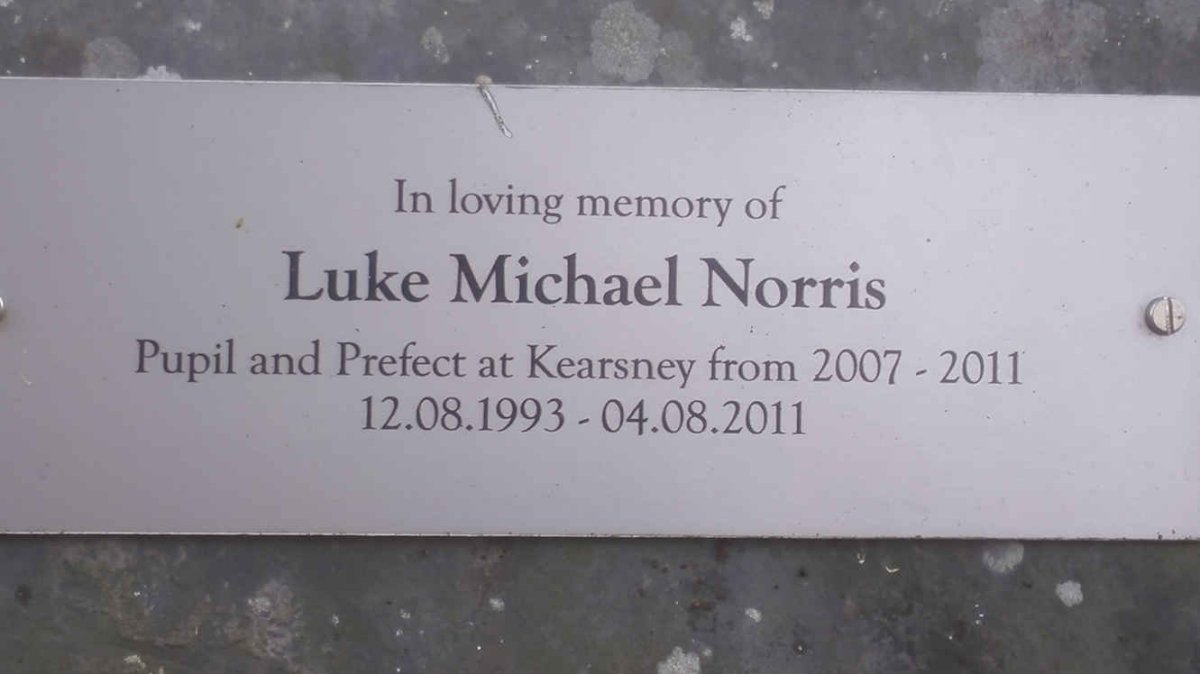 In loving memory of
Luke Michael Norris
Pupil and Prefect at Kearsney from 2007 - 2011
12.08.1993 - 04.08.2011